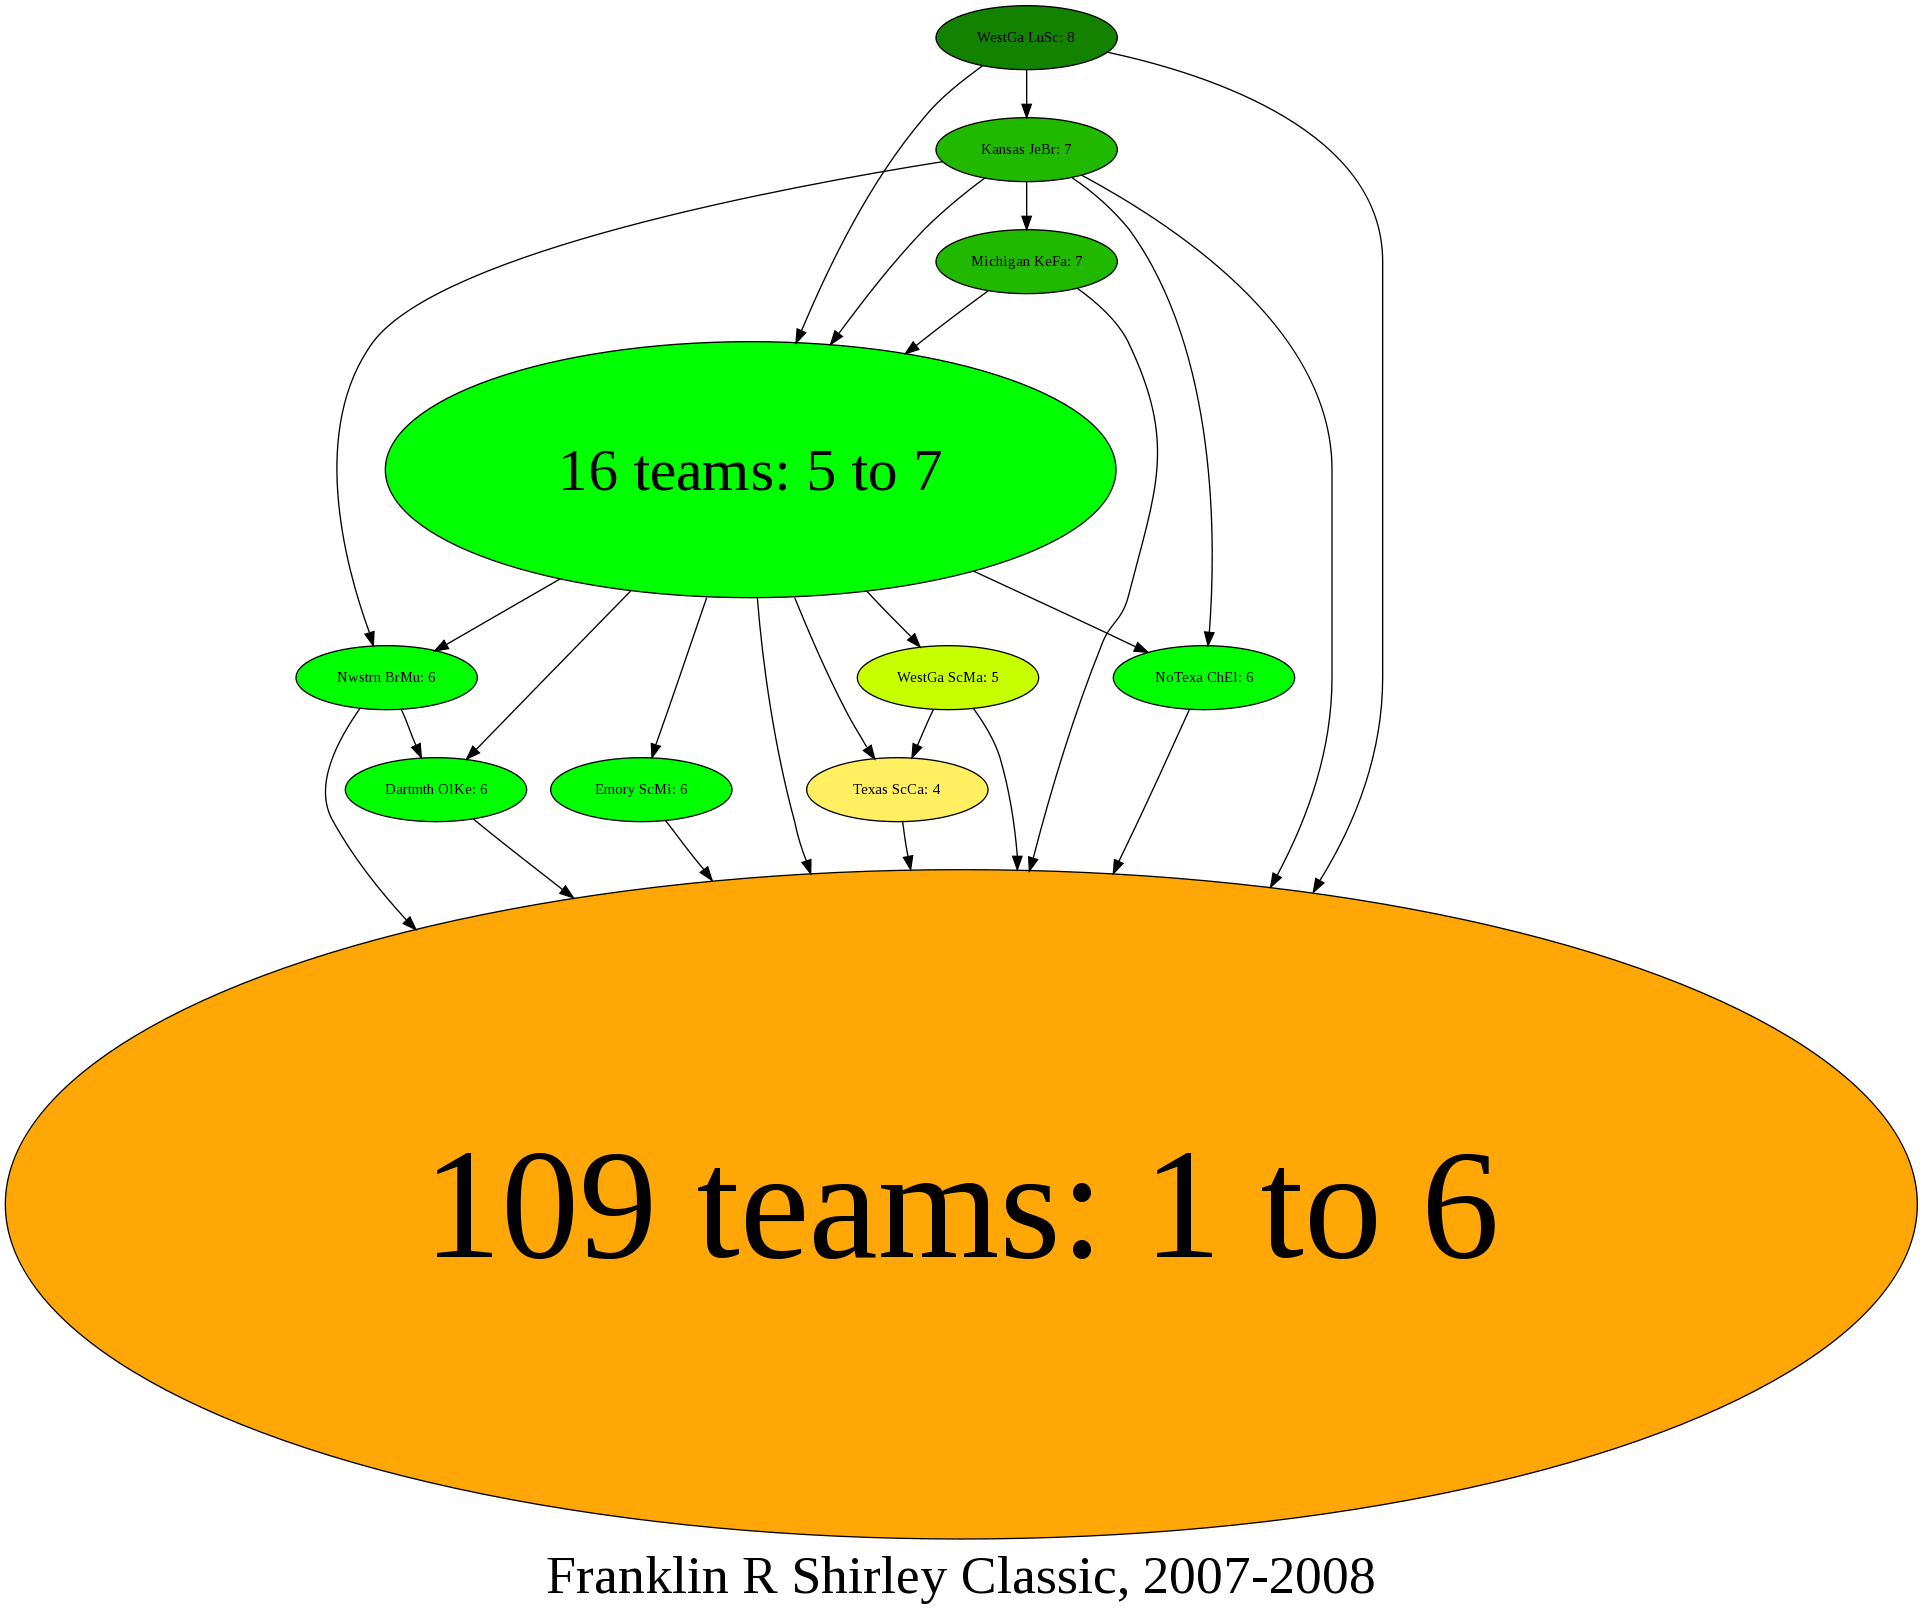 WestGa LuSc: 8
Kansas JeBr: 7
Michigan KeFa: 7
16 teams: 5 to 7
Nwstrn BrMu: 6
WestGa ScMa: 5
NoTexa ChEl: 6
Dartmth OlKe: 6
Emory ScMi: 6
Texas ScCa: 4
109 teams: 1 to 6
Franklin R Shirley Classic, 2007-2008